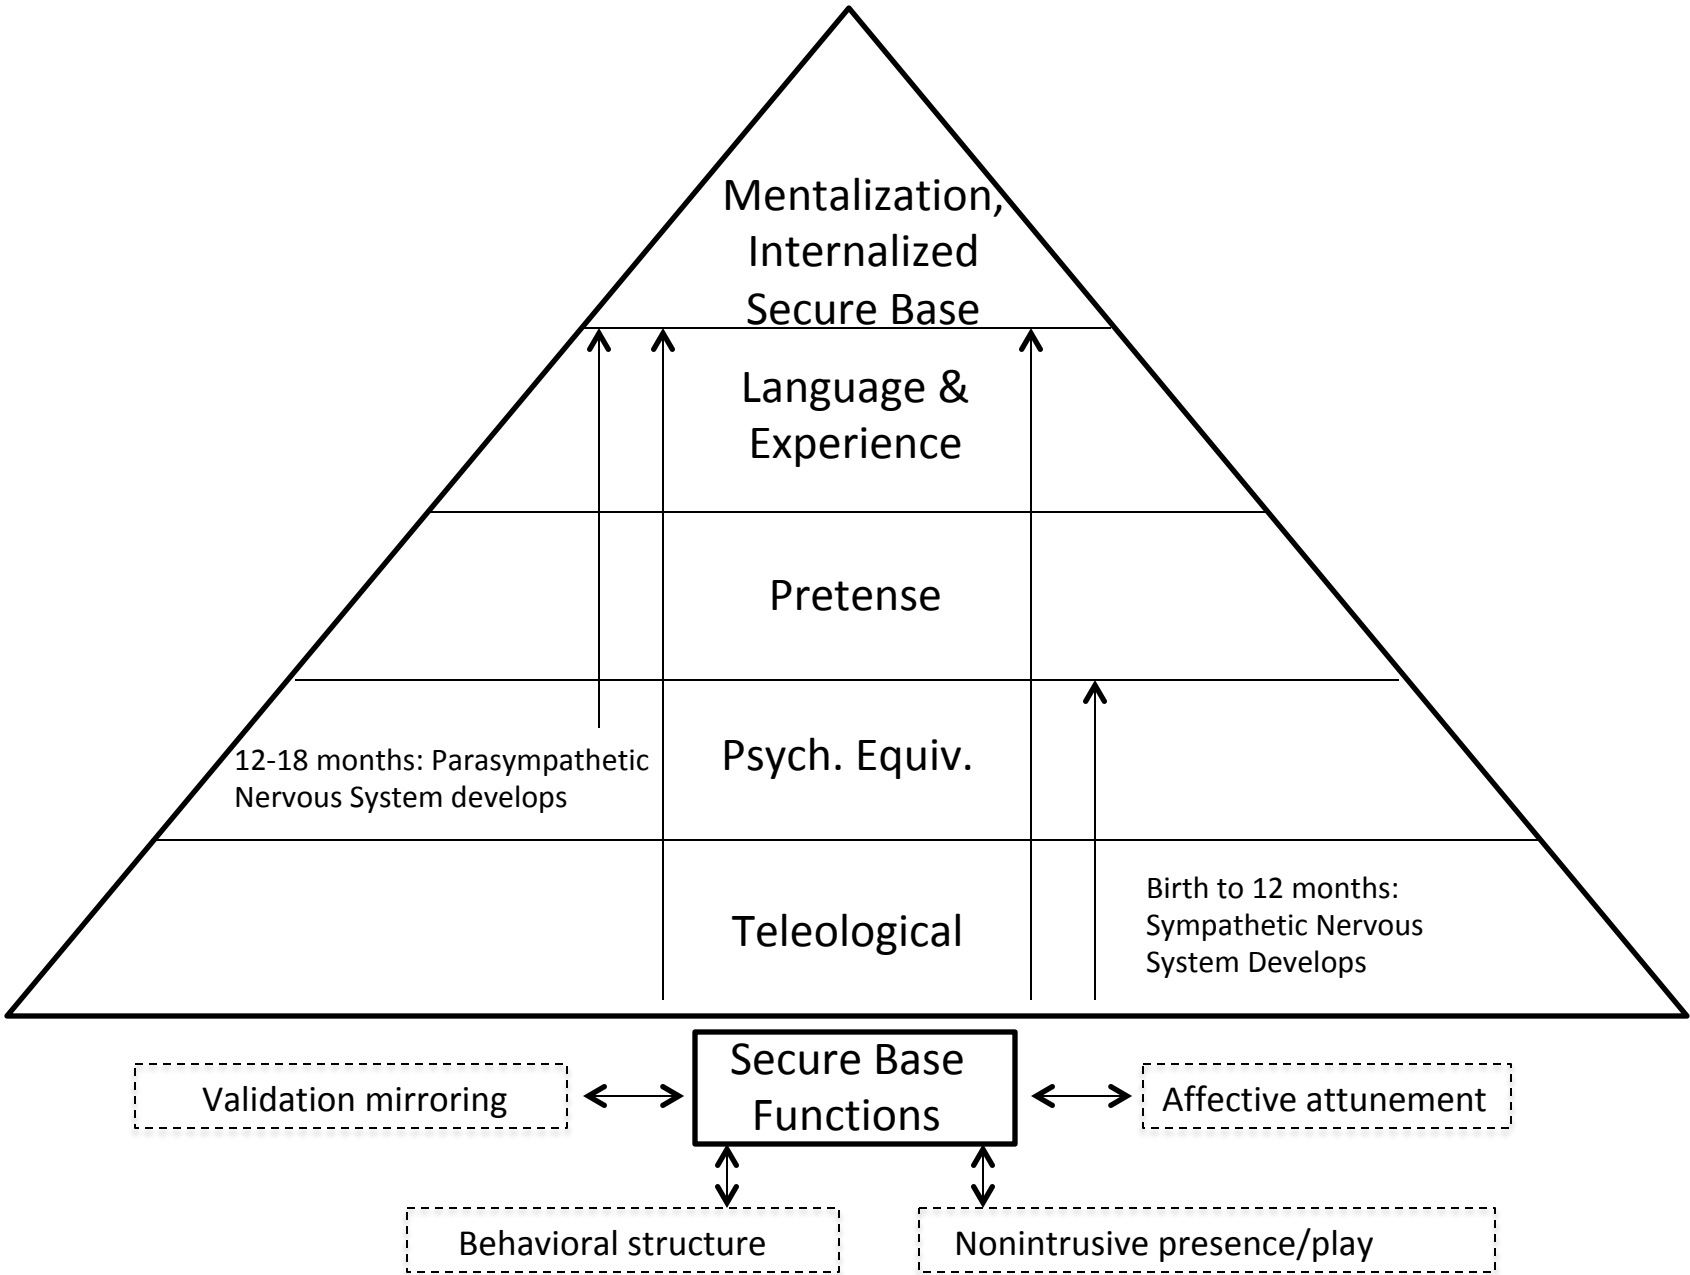 Mentalization,
Internalized
Secure Base
Language &
Experience
Pretense
12-18 months: Parasympathetic
Nervous System develops
Psych. Equiv.
Teleological
Birth to 12 months:
Sympathetic Nervous
System Develops
Secure Base
Functions
Validation mirroring
Affective attunement
Behavioral structure
Nonintrusive presence/play